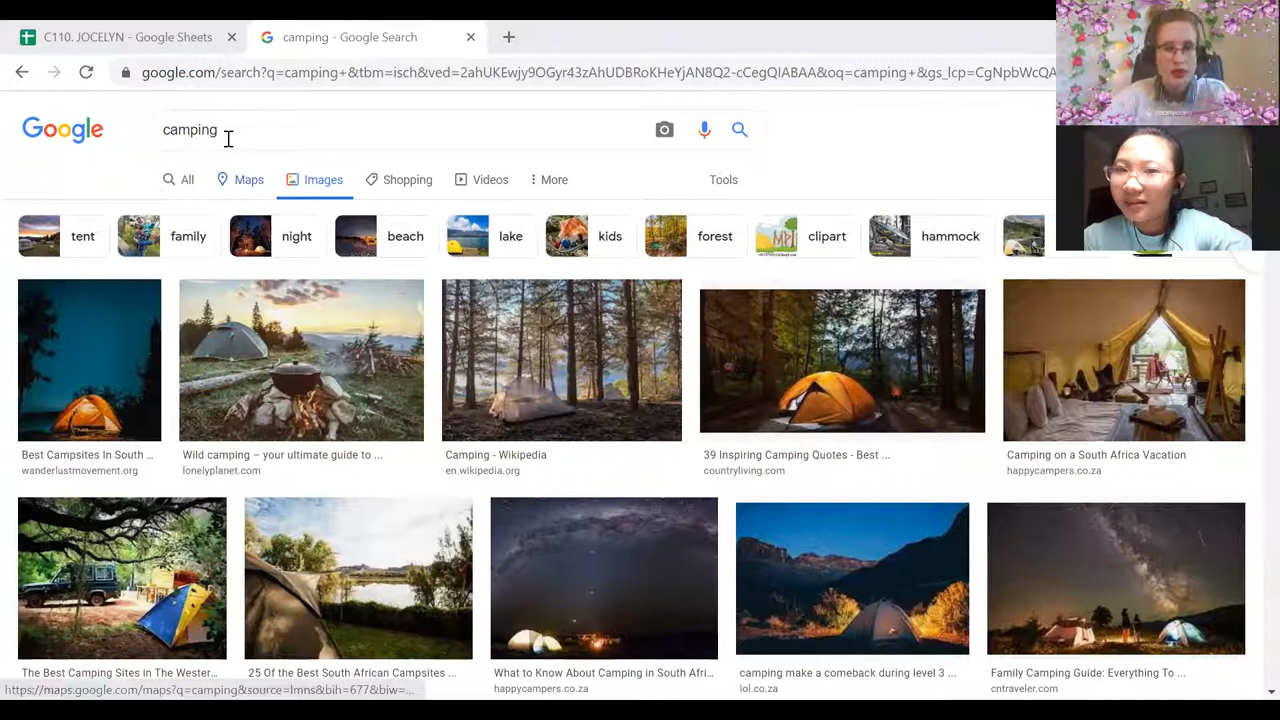 C110. JOCELYN - Google Sheets
camping - Google Search
google.com/search?q=camping+&tbm=isch&ved=2ahUKEwjy9OGyr43zAhUDBRoKHeYjAN8Q2-cCegQIABAA&oq=camping+&gs_lcp=CgNpbWcQA
Google
camping
All
Maps
Images
Shopping
Videos
More
Tools
tent
family
night
beach
lake
kids
forest
clipart
hammock
Best Campsites In South ...
wanderlustmovement.org
Wild camping – your ultimate guide to ...
lonelyplanet.com
Camping - Wikipedia
en.wikipedia.org
39 Inspiring Camping Quotes - Best ...
countryliving.com
Camping on a South Africa Vacation
happycampers.co.za
The Best Camping Sites in The Wester...
25 Of the Best South African Campsites ...
What to Know About Camping in South Afri...
happycampers.co.za
camping make a comeback during level 3 ...
lol.co.za
Family Camping Guide: Everything To ...
cntraveler.com
https://maps.google.com/maps?q=camping&source=lmns&bih=677&biw=...